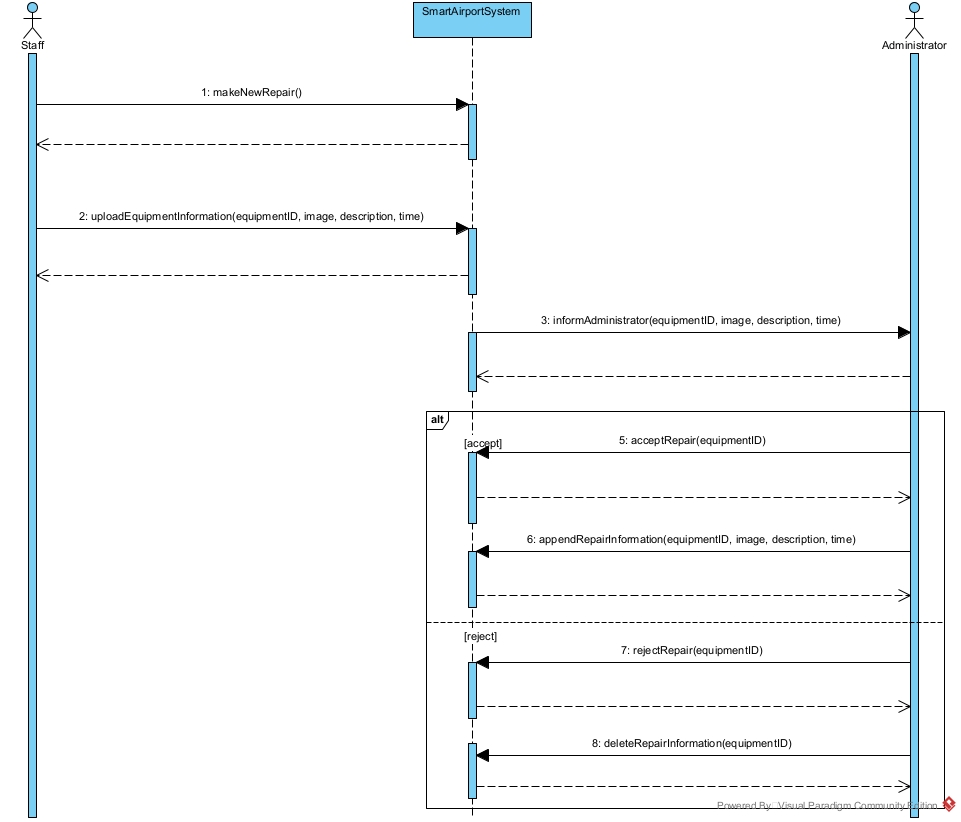 SmartAirportSystem
Staff
Administrator
1: makeNewRepair()
2: uploadEquipmentInformation(equipmentID, image, description, time)
3: informAdministrator(equipmentID, image, description, time)
alt
[accept]
5: acceptRepair(equipmentID)
6: appendRepairInformation(equipmentID, image, description, time)
[reject]
7: rejectRepair(equipmentID)
8: deleteRepairInformation(equipmentID)
Powered By: Visual Paradigm Community Edition